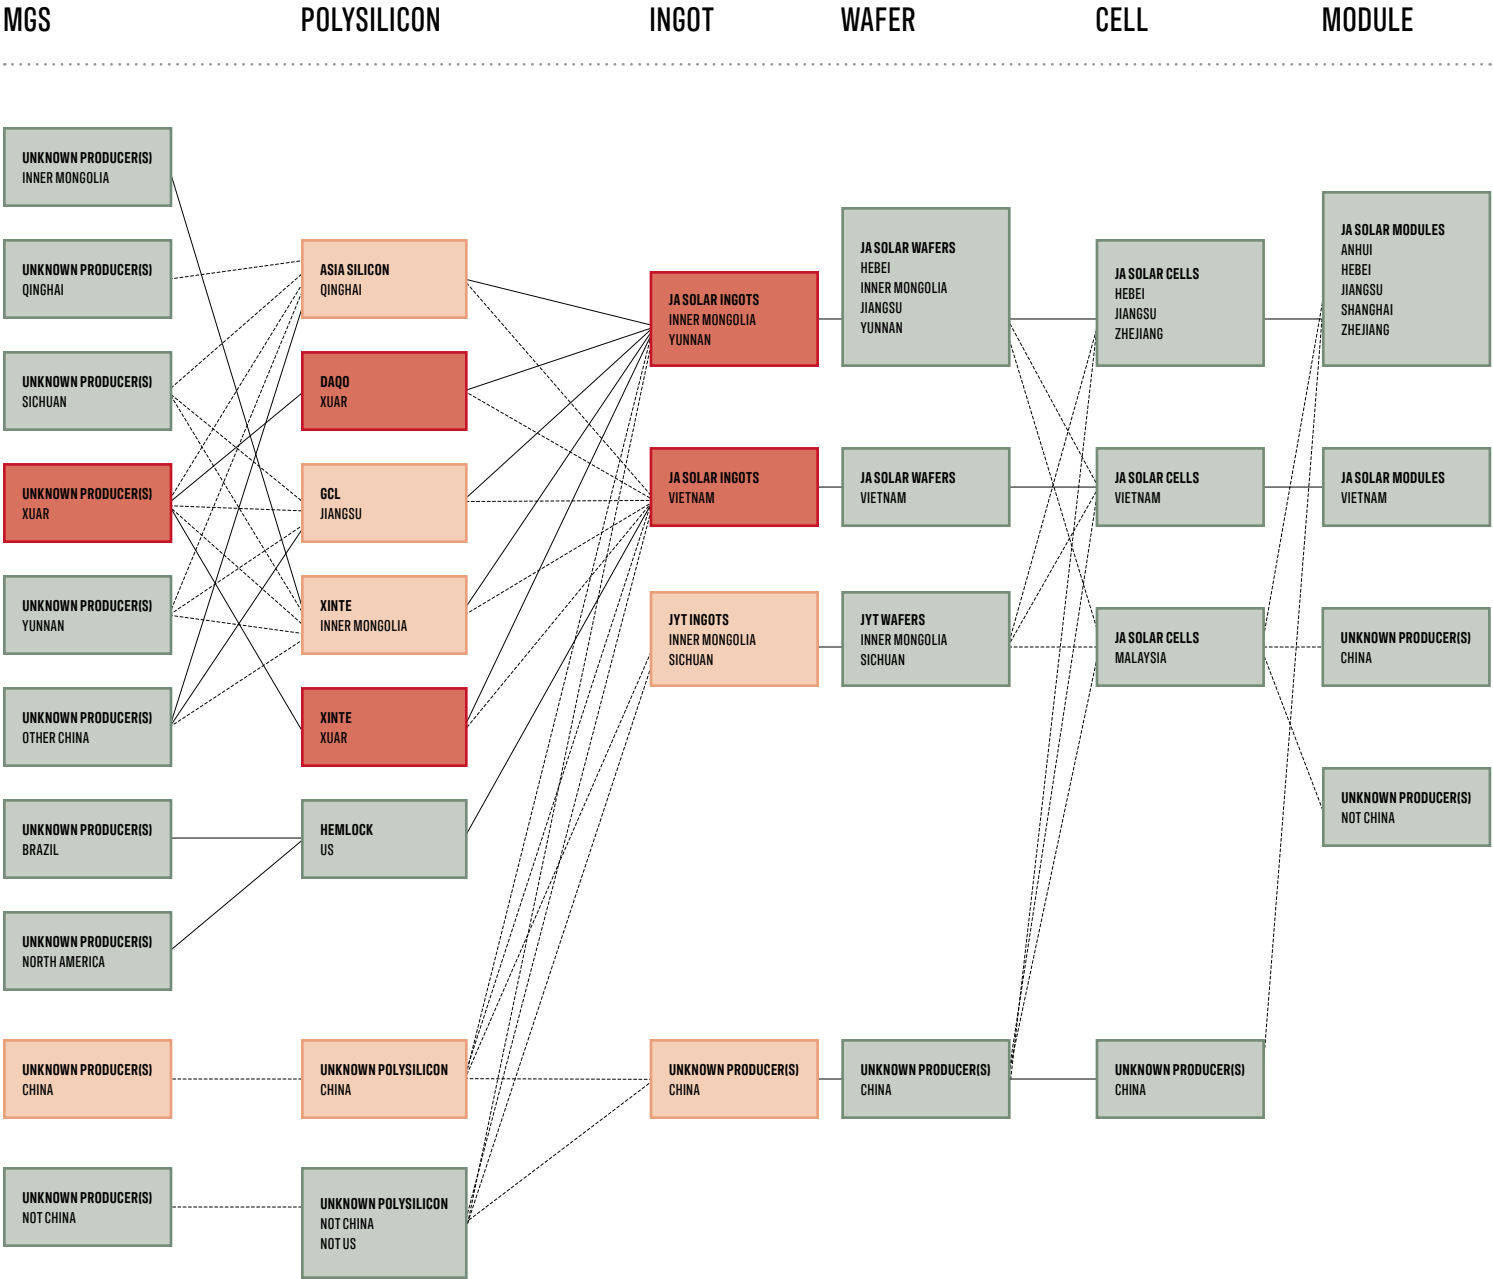 MGS
POLYSILICON
INGOT
WAFER
CELL
MODULE
UNKNOWN PRODUCER(S)
INNER MONGOLIA
UNKNOWN PRODUCER(S)
QINGHAI
UNKNOWN PRODUCER(S)
SICHUAN
UNKNOWN PRODUCER(S)
XUAR
UNKNOWN PRODUCER(S)
YUNNAN
UNKNOWN PRODUCER(S)
OTHER CHINA
UNKNOWN PRODUCER(S)
BRAZIL
UNKNOWN PRODUCER(S)
NORTH AMERICA
UNKNOWN PRODUCER(S)
CHINA
UNKNOWN PRODUCER(S)
NOT CHINA
ASIA SILICON
QINGHAI
DAQO
XUAR
GCL
JIANGSU
XINTE
INNER MONGOLIA
XINTE
XUAR
HEMLOCK
US
UNKNOWN POLYSILICON
CHINA
UNKNOWN POLYSILICON
NOT CHINA
NOT US
JA SOLAR INGOTS
INNER MONGOLIA
YUNNAN
JA SOLAR INGOTS
VIETNAM
JYT INGOTS
INNER MONGOLIA
SICHUAN
UNKNOWN PRODUCER(S)
CHINA
JA SOLAR WAFERS
HEBEI
INNER MONGOLIA
JIANGSU
YUNNAN
JA SOLAR WAFERS
VIETNAM
JYT WAFERS
INNER MONGOLIA
SICHUAN
UNKNOWN PRODUCER(S)
CHINA
JA SOLAR CELLS
HEBEI
JIANGSU
ZHEJIANG
JA SOLAR CELLS
VIETNAM
JA SOLAR CELLS
MALAYSIA
UNKNOWN PRODUCER(S)
CHINA
JA SOLAR MODULES
ANHUI
HEBEI
JIANGSU
SHANGHAI
ZHEJIANG
JA SOLAR MODULES
VIETNAM
UNKNOWN PRODUCER(S)
CHINA
UNKNOWN PRODUCER(S)
NOT CHINA